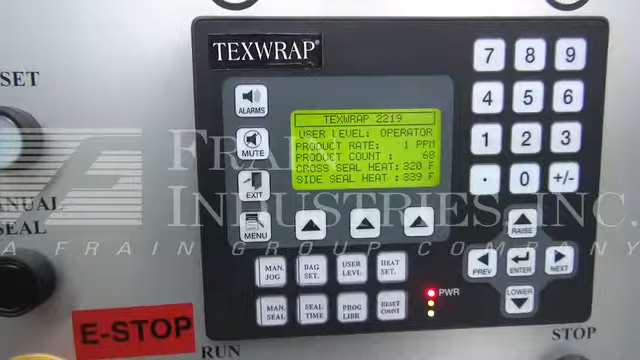 SET
TEXWRAP®
ALARMS
MUTE
EXIT
MENU
TEXWRAP 2219
USER LEVEL: OPERATOR
PRODUCT RATE: 1 PPM
PRODUCT COUNT : 68
CROSS SEAL HEAT: 320 F
SIDE SEAL HEAT : 339 F
7 8 9
4 5 6
1 2 3
. 0 +/-
RAISE
PREV ENTER NEXT
LOWER
MAN. JOG
BAG SET.
USER LEVL
HEAT SET.
MAN. SEAL
SEAL TIME
PROG LIBR
RESET COUNT
PWR
ANUAL
SEAL
E-STOP
RUN
STOP
FRAIN
INDUSTRIES, INC.
A FRAIN GROUP COMPANY